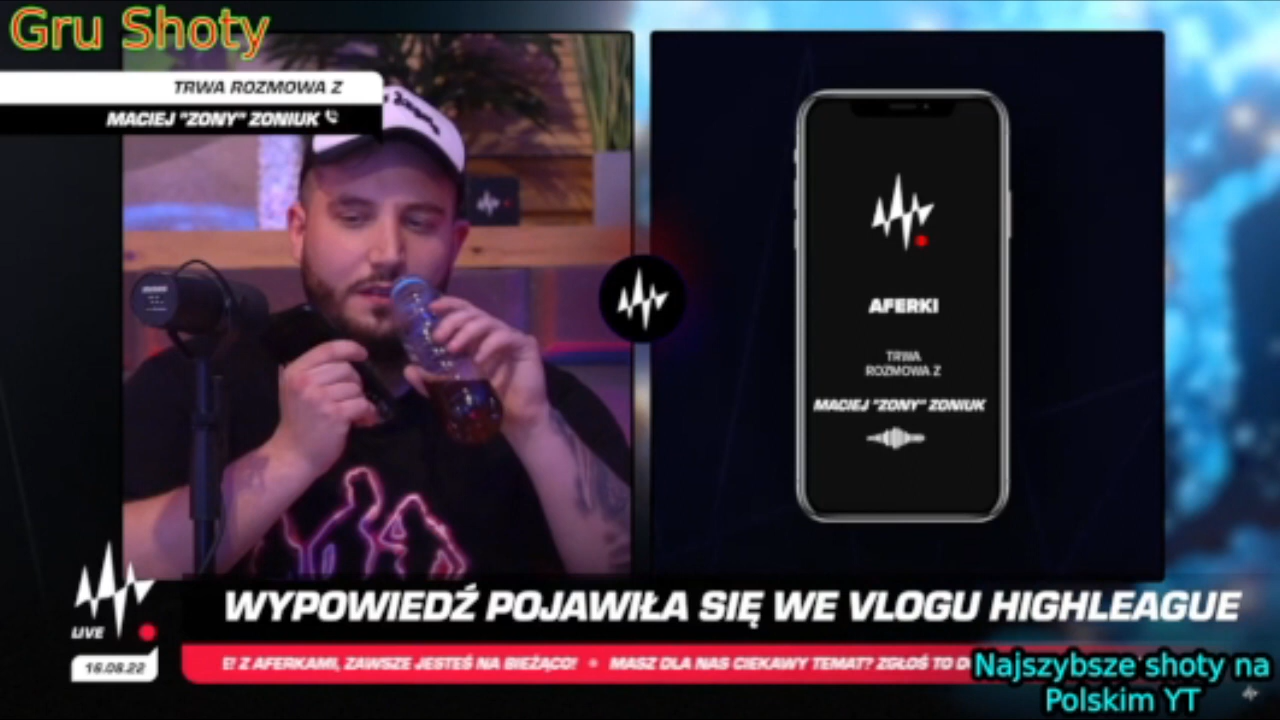 Gru Shoty
TRWA ROZMOWA Z
MACIEJ "ZONY" ZONIUK
AFERKI
TRWA
ROZMOWA Z
MACIEJ "ZONY" ZONIUK
WYPOWIEDŹ POJAWIŁA SIĘ WE VLOGU HIGHLEAGUE
LIVE
16.08.22
E! Z AFERKAMI, ZAWSZE JESTEŚ NA BIEŻĄCO! • MASZ DLA NAS CIEKAWY TEMAT? ZGŁOŚ TO DO
Najszybsze shoty na
Polskim YT